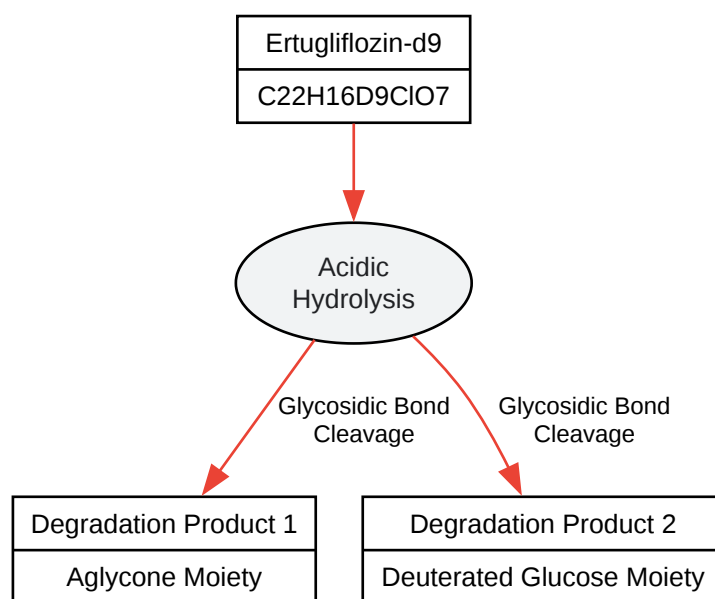 Ertugliflozin-d9
C22H16D9ClO7
Acidic
Hydrolysis
Glycosidic Bond
Cleavage
Glycosidic Bond
Cleavage
Degradation Product 1
Aglycone Moiety
Degradation Product 2
Deuterated Glucose Moiety